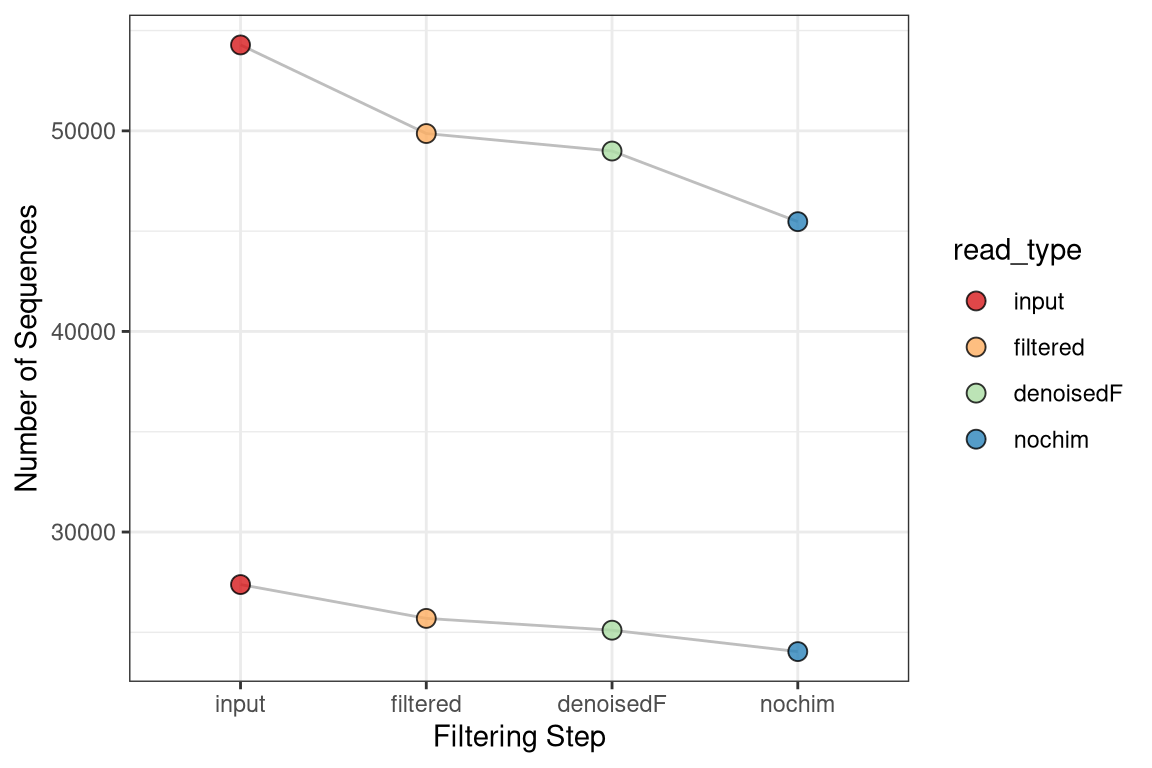 50000
40000
30000
Number of Sequences
input
filtered
denoisedF
nochim
Filtering Step
read_type
input
filtered
denoisedF
nochim